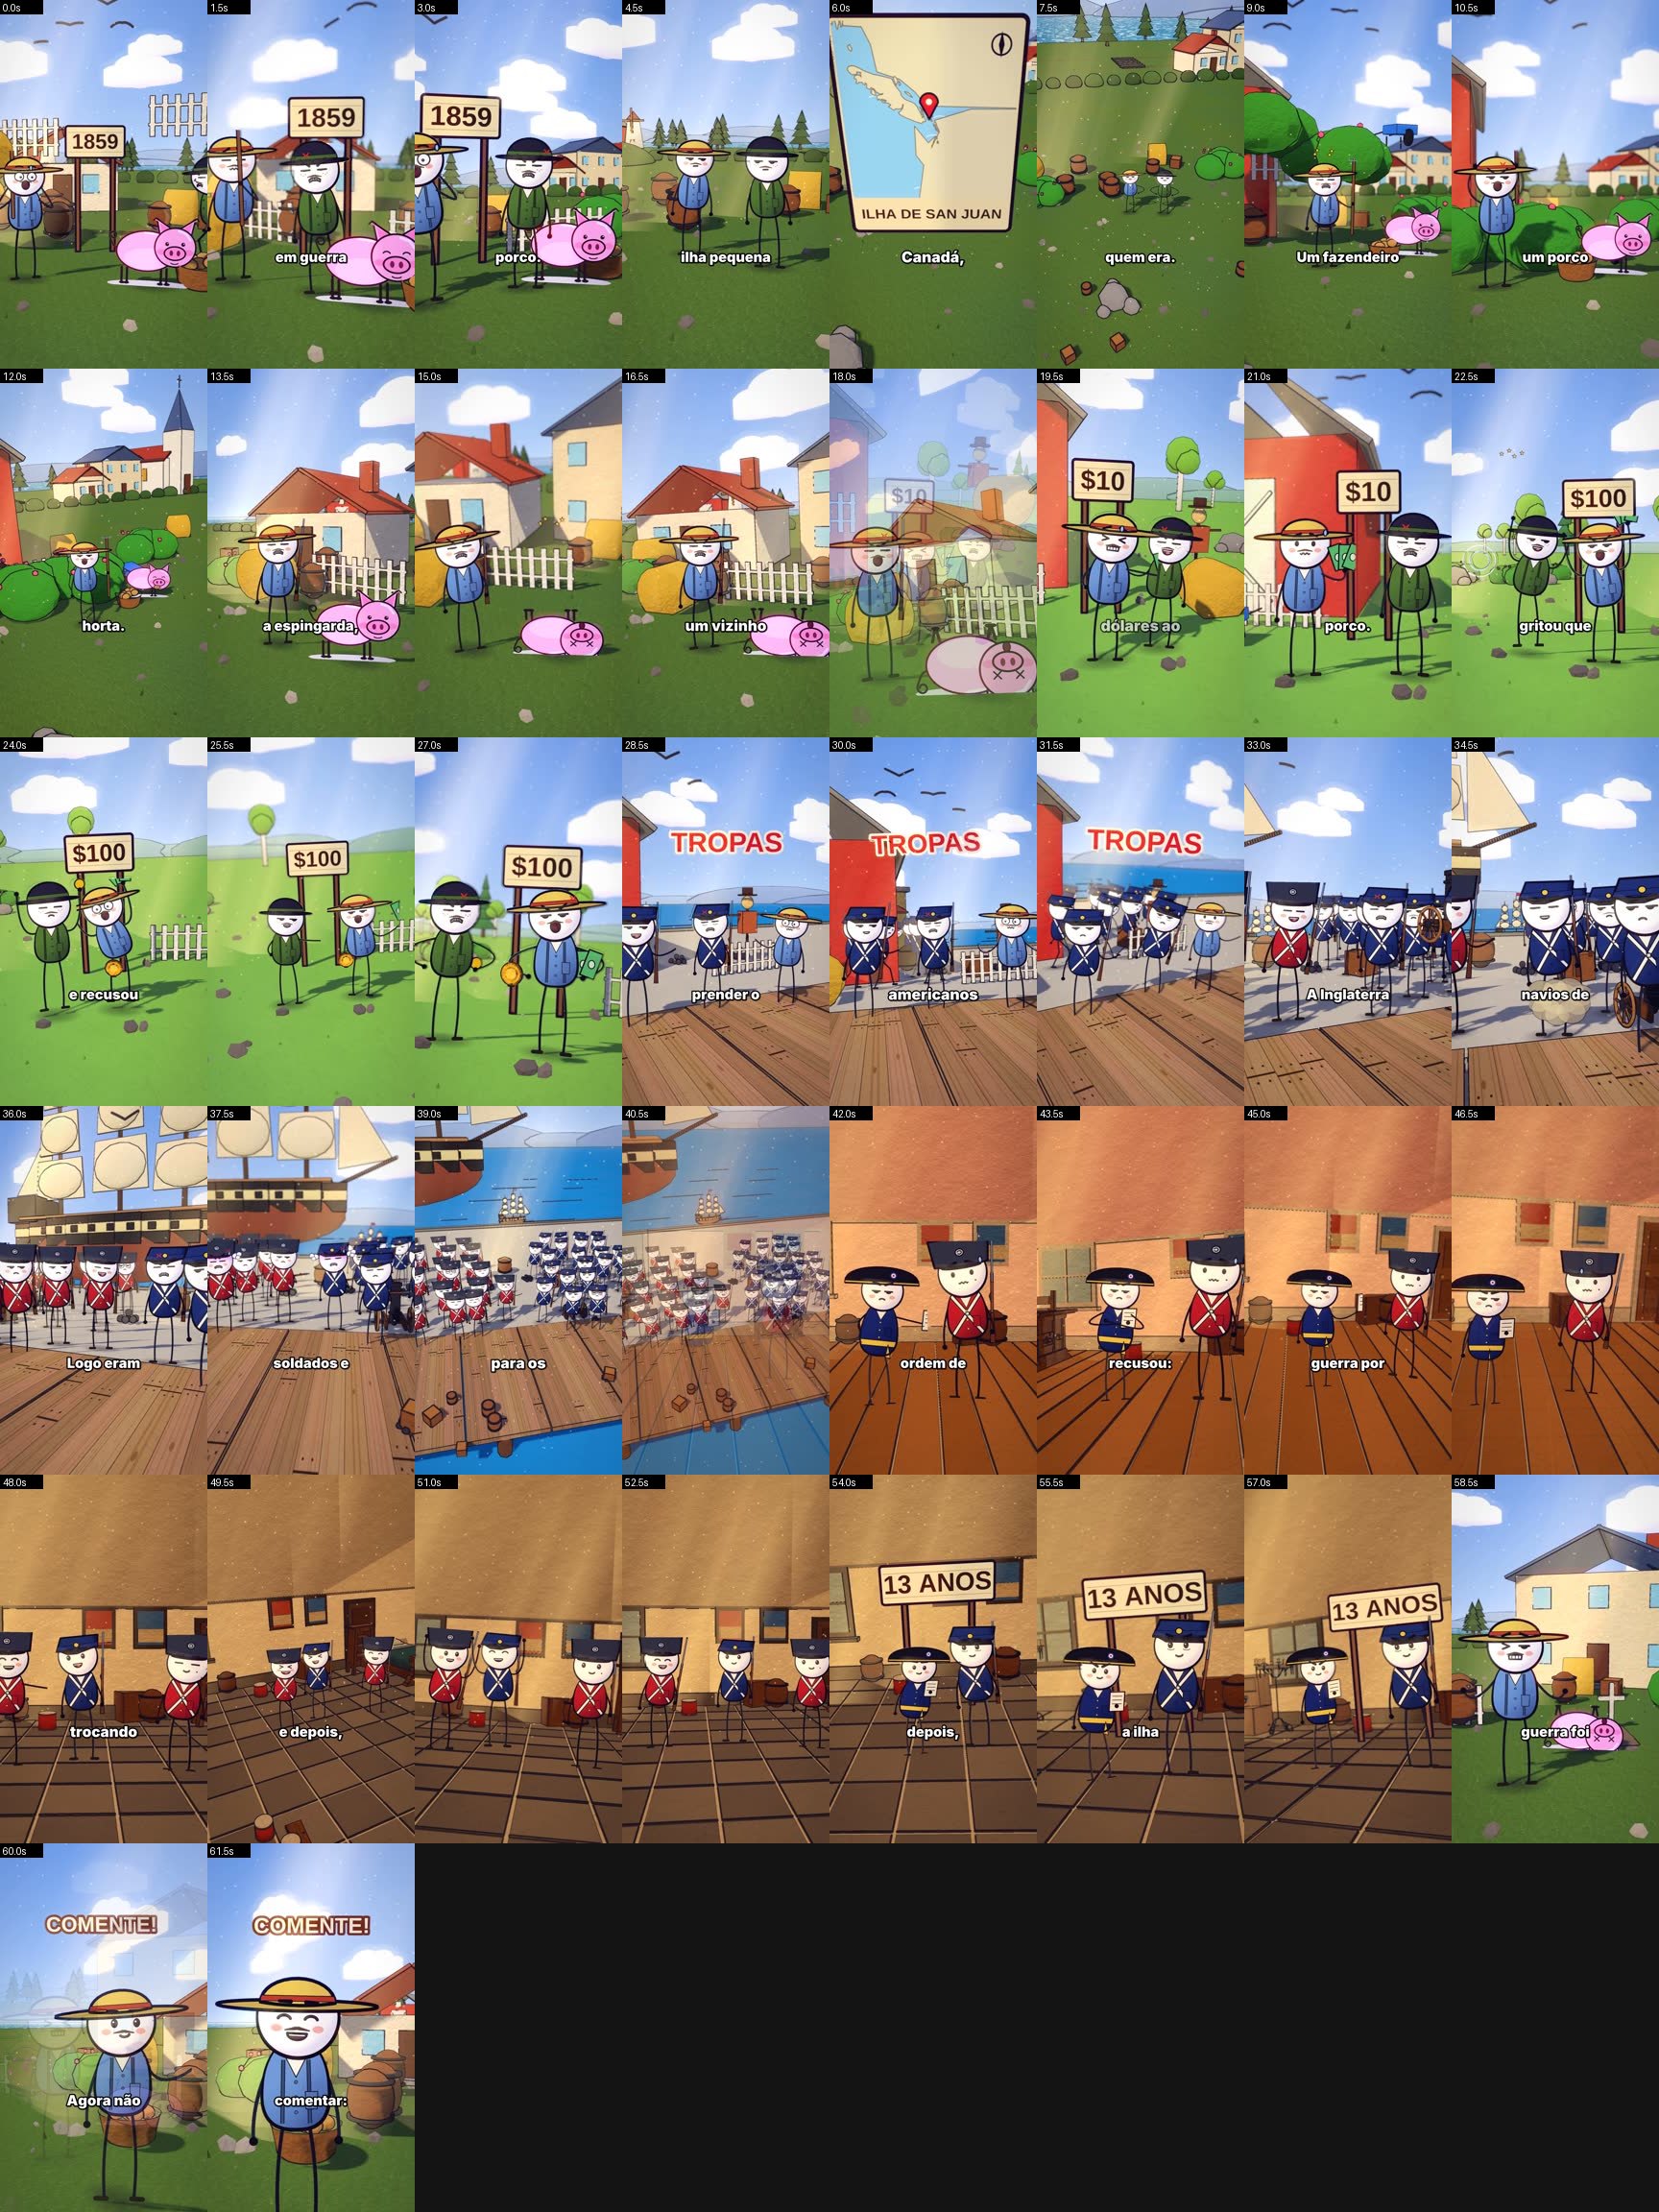 0.0s
1859
1.5s
1859
em guerra
3.0s
1859
porco.
4.5s
ilha pequena
6.0s
ILHA DE SAN JUAN
Canadá,
7.5s
quem era.
9.0s
Um fazendeiro
10.5s
um porco
12.0s
horta.
13.5s
a espingarda,
15.0s
16.5s
um vizinho
18.0s
$10
19.5s
$10
dólares ao
21.0s
$10
porco.
22.5s
$100
gritou que
24.0s
$100
e recusou
25.5s
$100
27.0s
$100
28.5s
TROPAS
prender o
30.0s
TROPAS
americanos
31.5s
TROPAS
33.0s
A Inglaterra
34.5s
navios de
36.0s
Logo eram
37.5s
soldados e
39.0s
para os
40.5s
42.0s
ordem de
43.5s
recusou:
45.0s
guerra por
46.5s
48.0s
trocando
49.5s
e depois,
51.0s
52.5s
54.0s
13 ANOS
depois,
55.5s
13 ANOS
a ilha
57.0s
13 ANOS
58.5s
guerra foi
60.0s
COMENTE!
Agora não
61.5s
COMENTE!
comentar: